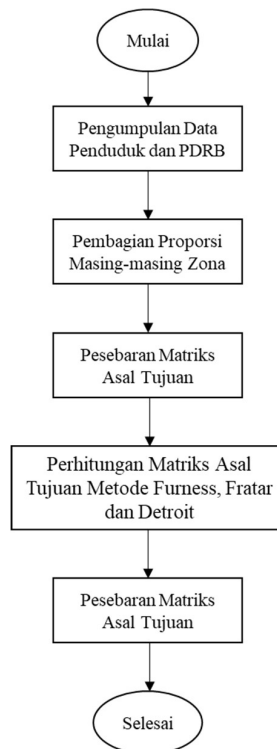 Mulai
Pengumpulan Data
Penduduk dan PDRB
Pembagian Proporsi
Masing-masing Zona
Pesebaran Matriks
Asal Tujuan
Perhitungan Matriks Asal
Tujuan Metode Furness, Fratar
dan Detroit
Pesebaran Matriks
Asal Tujuan
Selesai